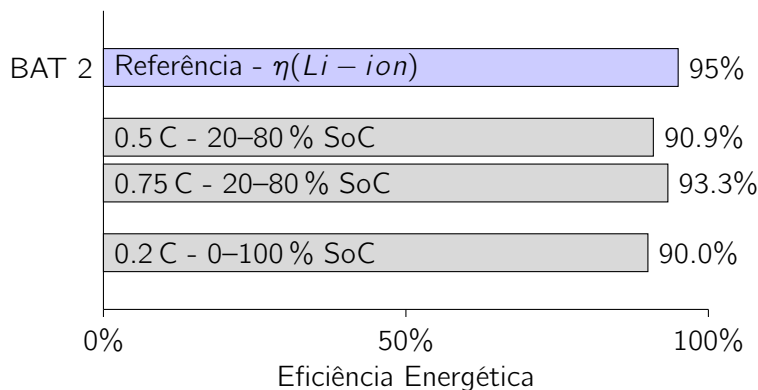 BAT 2 Referência - η(Li − ion) 95%
0.5 C - 20–80 % SoC 90.9%
0.75 C - 20–80 % SoC 93.3%
0.2 C - 0–100 % SoC 90.0%
0% 50% 100%
Eficiência Energética